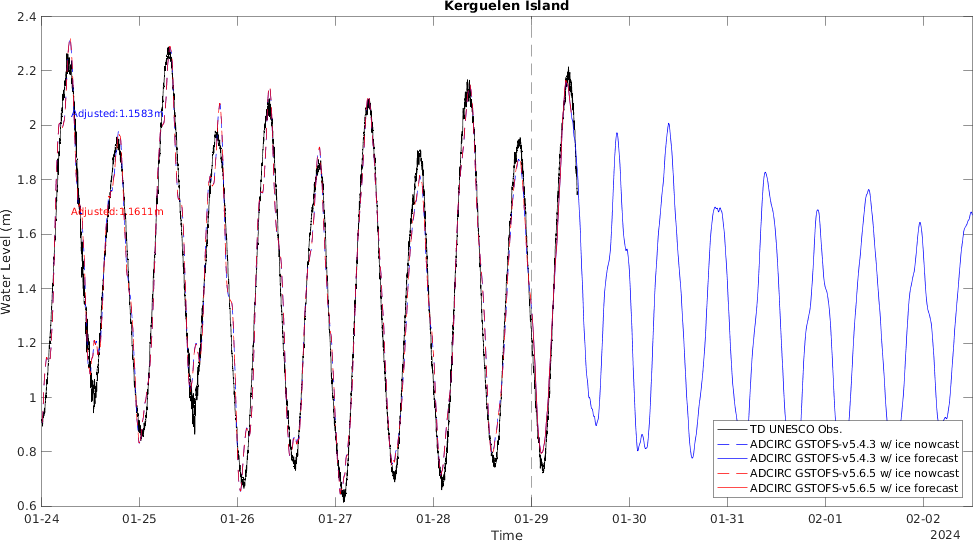 Kerguelen Island
2.4
2.2
2
1.8
1.6
1.4
1.2
1
0.8
0.6
Water Level (m)
Adjusted:1.1583m
Adjusted:1.1611m
TD UNESCO Obs.
ADCIRC GSTOFS-v5.4.3 w/ ice nowcast
ADCIRC GSTOFS-v5.4.3 w/ ice forecast
ADCIRC GSTOFS-v5.6.5 w/ ice nowcast
ADCIRC GSTOFS-v5.6.5 w/ ice forecast
01-24 01-25 01-26 01-27 01-28 01-29 01-30 01-31 02-01 02-02
Time
2024